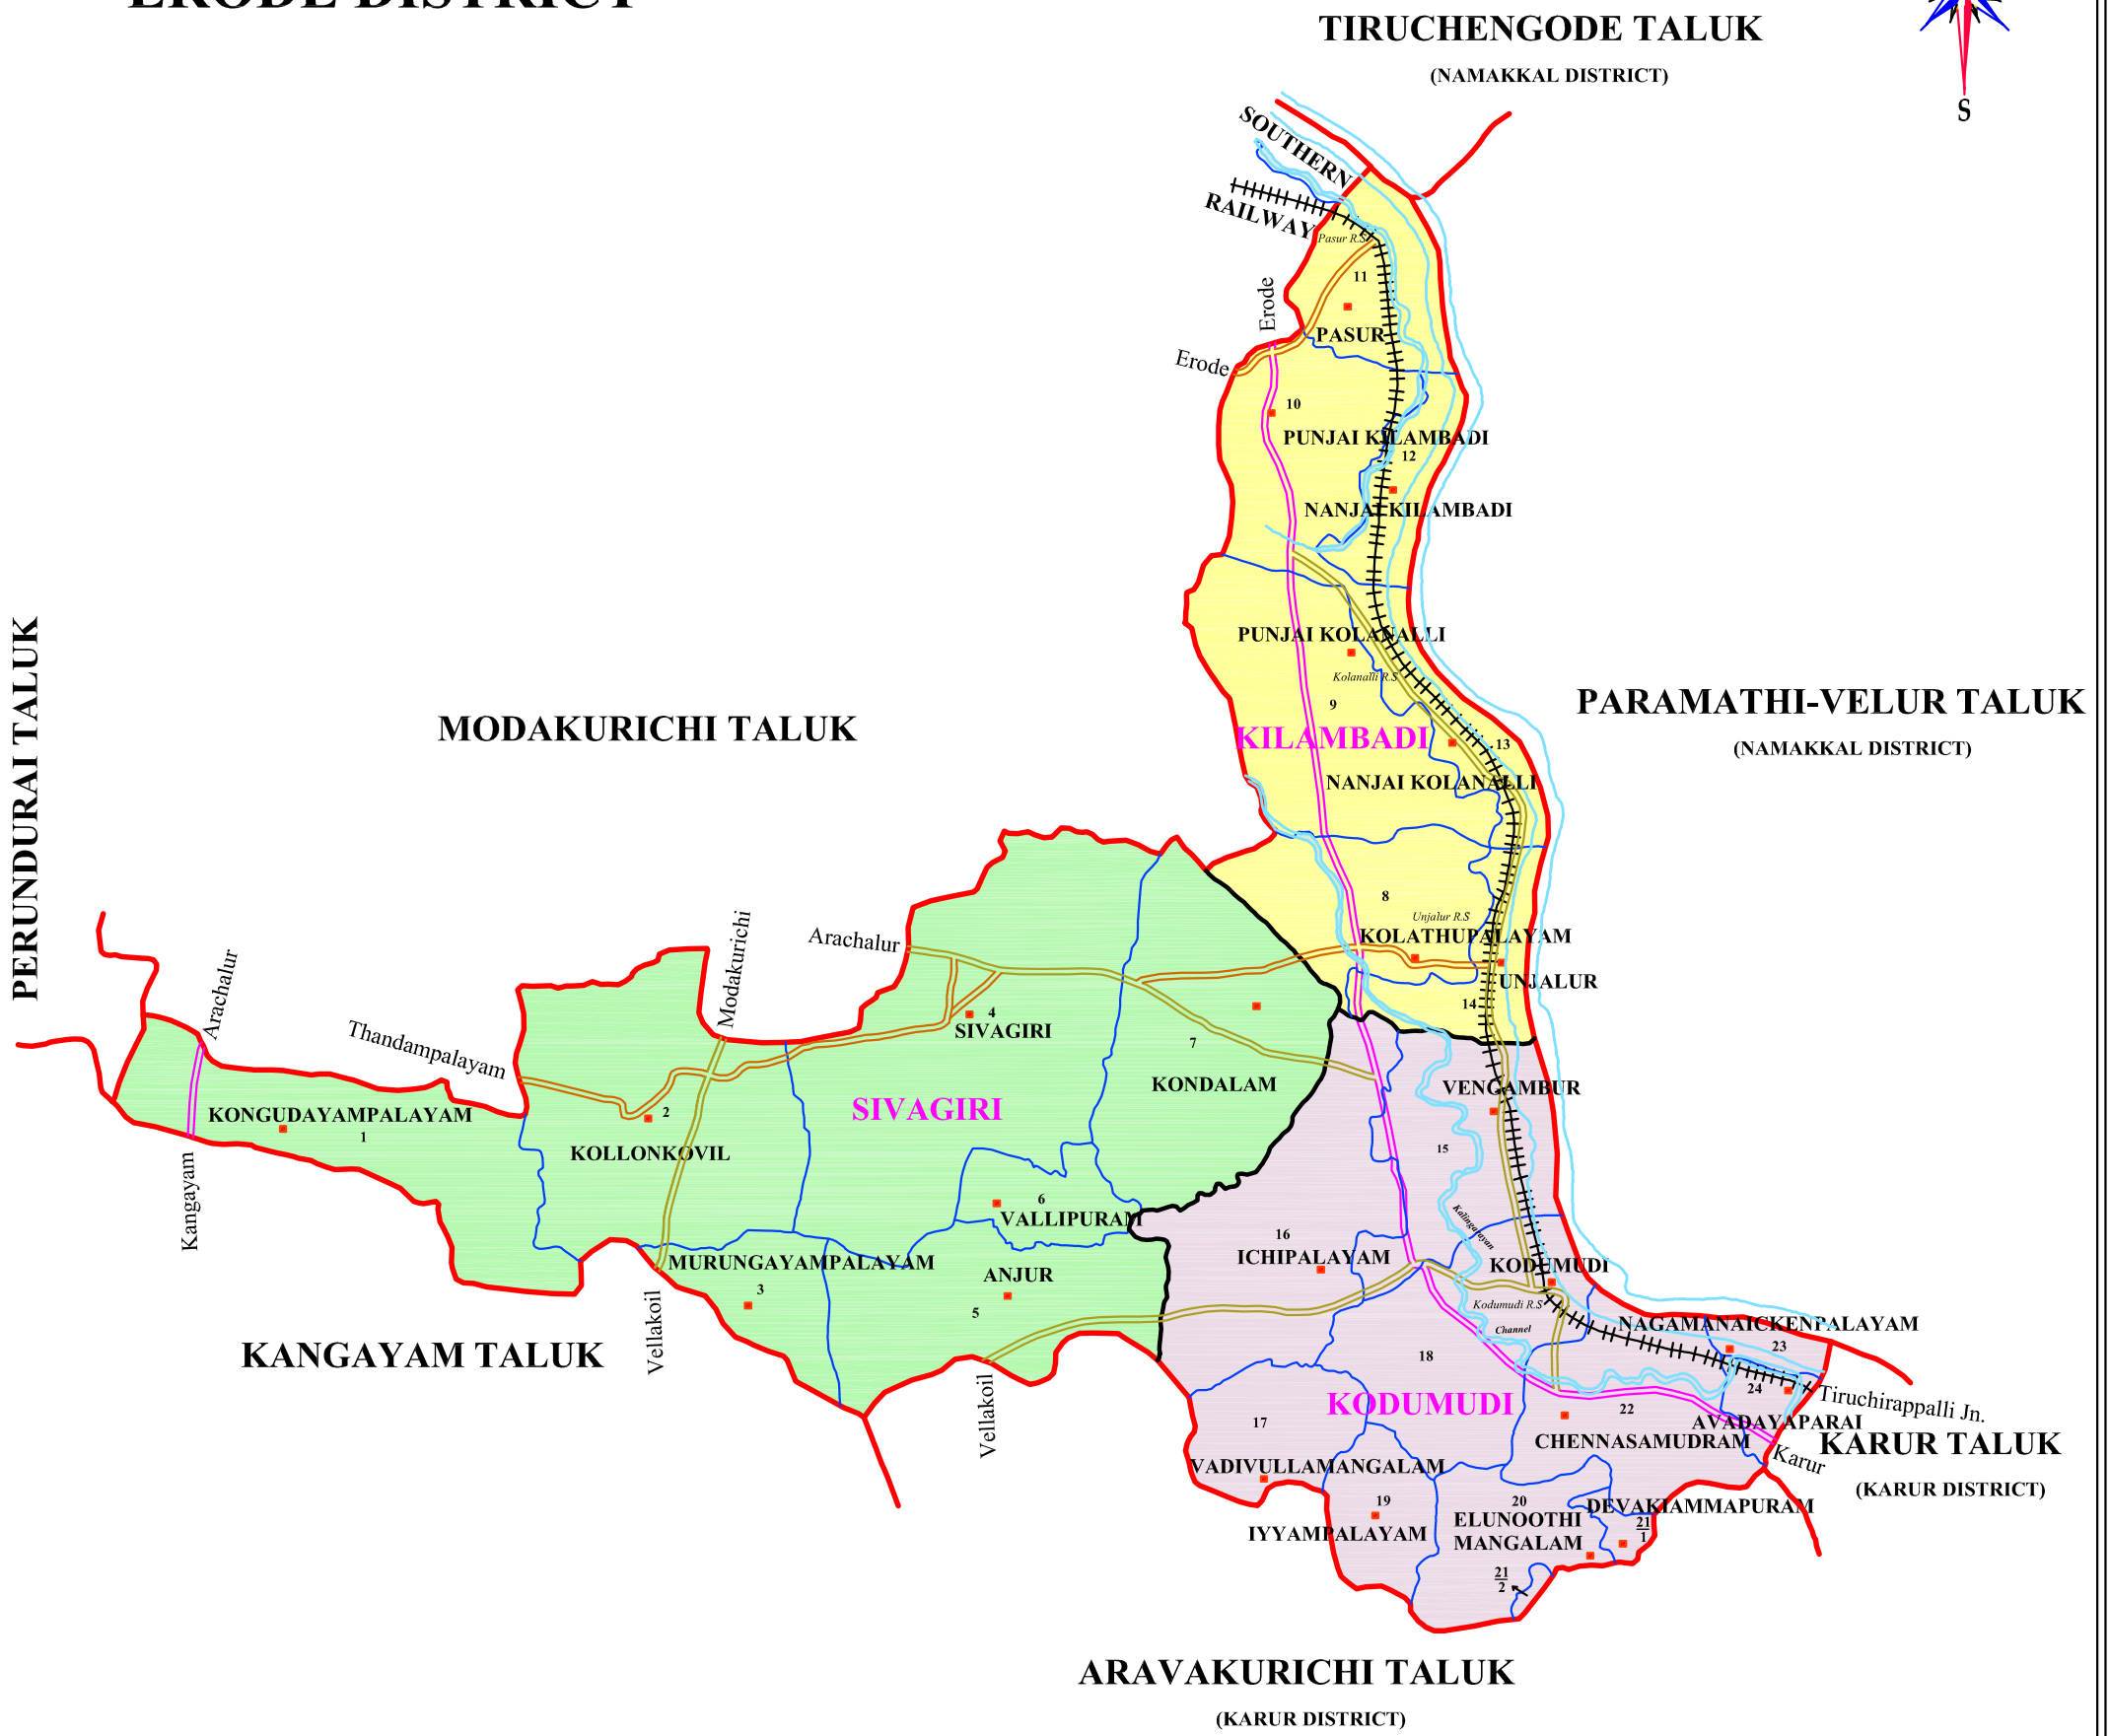 ERODE DISTRICT
TIRUCHENGODE TALUK
(NAMAKKAL DISTRICT)
S
SOUTHERN
RAILWAY
Pasur R.S
11
Erode
PASUR
Erode
10
PUNJAI KILAMBADI
12
NANJAI KILAMBADI
PUNJAI KOLANALLI
Kolanalli R.S
9
PERUNDURAI TALUK
MODAKURICHI TALUK
PARAMATHI-VELUR TALUK
(NAMAKKAL DISTRICT)
KILAMBADI
13
NANJAI KOLANALLI
8
Unjalur R.S
KOLATHUPALAYAM
UNJALUR
14
Arachalur
Modakurichi
Arachalur
Thandampalayam
4
SIVAGIRI
7
KONDALAM
VENGAMBUR
KONGUDAYAMPALAYAM
1
2
KOLLONKOVIL
SIVAGIRI
15
Kangayam
6
VALLIPURAM
Kalingarayan
16
ICHIPALAYAM
KODUMUDI
MURUNGAYAMPALAYAM
3
ANJUR
5
Kodumudi R.S
Channel
NAGAMANAICKENPALAYAM
23
KANGAYAM TALUK
Vellakoil
Vellakoil
18
24
Tiruchirappalli Jn.
KODUMUDI
17
22
AVADAYAPARAI
CHENNASAMUDRAM
KARUR TALUK
Karur
(KARUR DISTRICT)
VADIVULLAMANGALAM
19
IYYAMPALAYAM
20
ELUNOOTHI
MANGALAM
DEVAKIAMMAPURAM
21
1
21
2
ARAVAKURICHI TALUK
(KARUR DISTRICT)